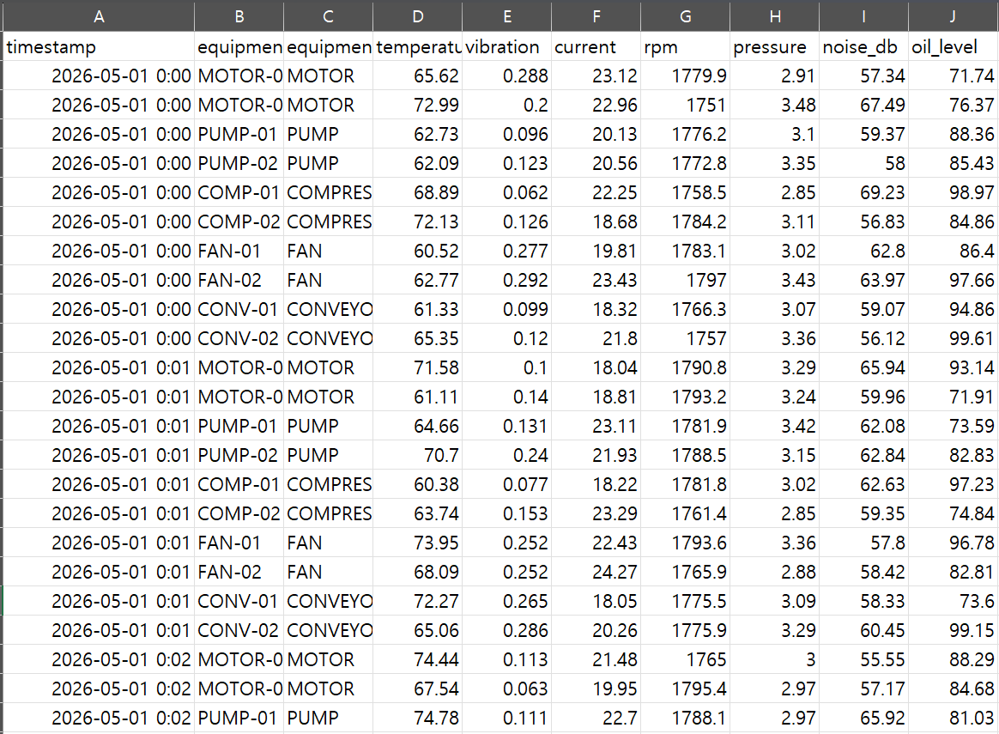 A B C D E F G H I J
timestamp equipmen equipmen temperatu vibration current rpm pressure noise_db oil_level
2026-05-01 0:00 MOTOR-0 MOTOR 65.62 0.288 23.12 1779.9 2.91 57.34 71.74
2026-05-01 0:00 MOTOR-0 MOTOR 72.99 0.2 22.96 1751 3.48 67.49 76.37
2026-05-01 0:00 PUMP-01 PUMP 62.73 0.096 20.13 1776.2 3.1 59.37 88.36
2026-05-01 0:00 PUMP-02 PUMP 62.09 0.123 20.56 1772.8 3.35 58 85.43
2026-05-01 0:00 COMP-01 COMPRES 68.89 0.062 22.25 1758.5 2.85 69.23 98.97
2026-05-01 0:00 COMP-02 COMPRES 72.13 0.126 18.68 1784.2 3.11 56.83 84.86
2026-05-01 0:00 FAN-01 FAN 60.52 0.277 19.81 1783.1 3.02 62.8 86.4
2026-05-01 0:00 FAN-02 FAN 62.77 0.292 23.43 1797 3.43 63.97 97.66
2026-05-01 0:00 CONV-01 CONVEYO 61.33 0.099 18.32 1766.3 3.07 59.07 94.86
2026-05-01 0:00 CONV-02 CONVEYO 65.35 0.12 21.8 1757 3.36 56.12 99.61
2026-05-01 0:01 MOTOR-0 MOTOR 71.58 0.1 18.04 1790.8 3.29 65.94 93.14
2026-05-01 0:01 MOTOR-0 MOTOR 61.11 0.14 18.81 1793.2 3.24 59.96 71.91
2026-05-01 0:01 PUMP-01 PUMP 64.66 0.131 23.11 1781.9 3.42 62.08 73.59
2026-05-01 0:01 PUMP-02 PUMP 70.7 0.24 21.93 1788.5 3.15 62.84 82.83
2026-05-01 0:01 COMP-01 COMPRES 60.38 0.077 18.22 1781.8 3.02 62.63 97.23
2026-05-01 0:01 COMP-02 COMPRES 63.74 0.153 23.29 1761.4 2.85 59.35 74.84
2026-05-01 0:01 FAN-01 FAN 73.95 0.252 22.43 1793.6 3.36 57.8 96.78
2026-05-01 0:01 FAN-02 FAN 68.09 0.252 24.27 1765.9 2.88 58.42 82.81
2026-05-01 0:01 CONV-01 CONVEYO 72.27 0.265 18.05 1775.5 3.09 58.33 73.6
2026-05-01 0:01 CONV-02 CONVEYO 65.06 0.286 20.26 1775.9 3.29 60.45 99.15
2026-05-01 0:02 MOTOR-0 MOTOR 74.44 0.113 21.48 1765 3 55.55 88.29
2026-05-01 0:02 MOTOR-0 MOTOR 67.54 0.063 19.95 1795.4 2.97 57.17 84.68
2026-05-01 0:02 PUMP-01 PUMP 74.78 0.111 22.7 1788.1 2.97 65.92 81.03